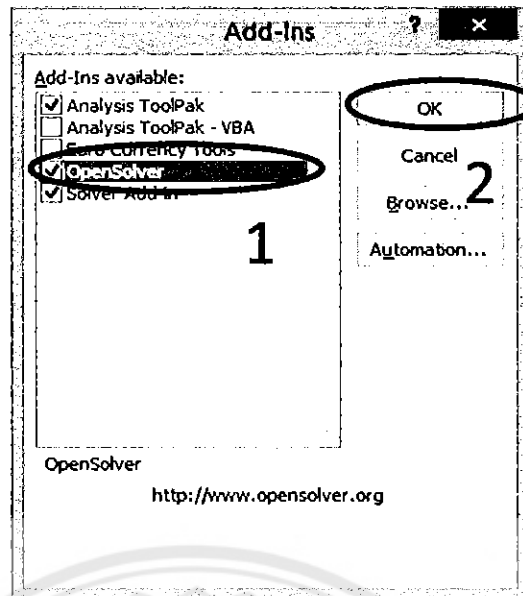 Add-Ins ? ×
Add-Ins available:
Analysis ToolPak
Analysis ToolPak - VBA
Euro Currency Tools
OpenSolver
Solver Add-in
1
OK
Cancel
Browse...
2
Automation...
OpenSolver
http://www.opensolver.org